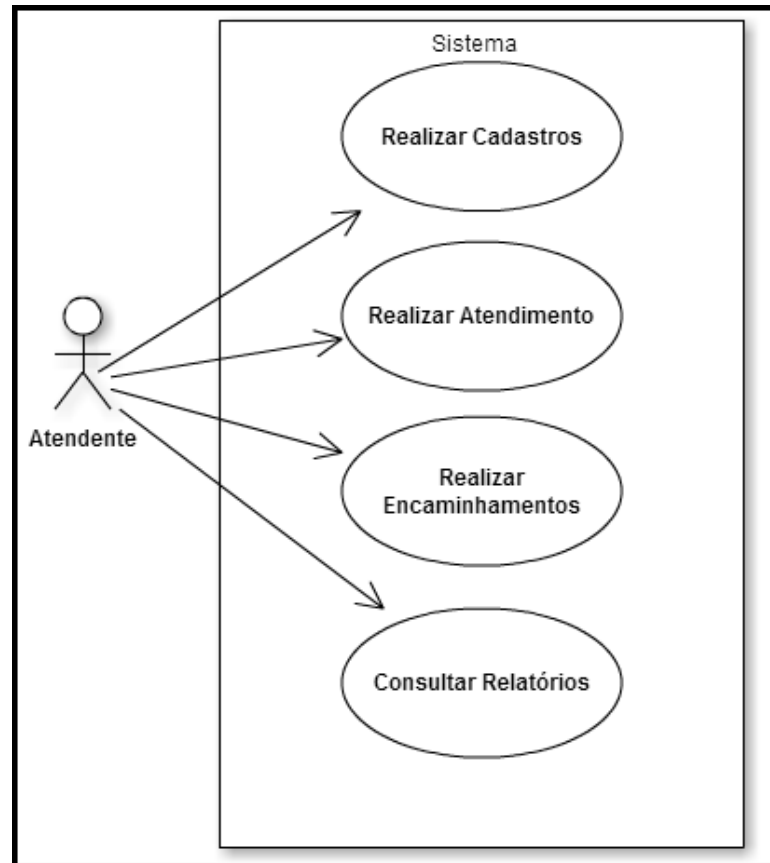 Sistema
Realizar Cadastros
Realizar Atendimento
Atendente
Realizar
Encaminhamentos
Consultar Relatórios